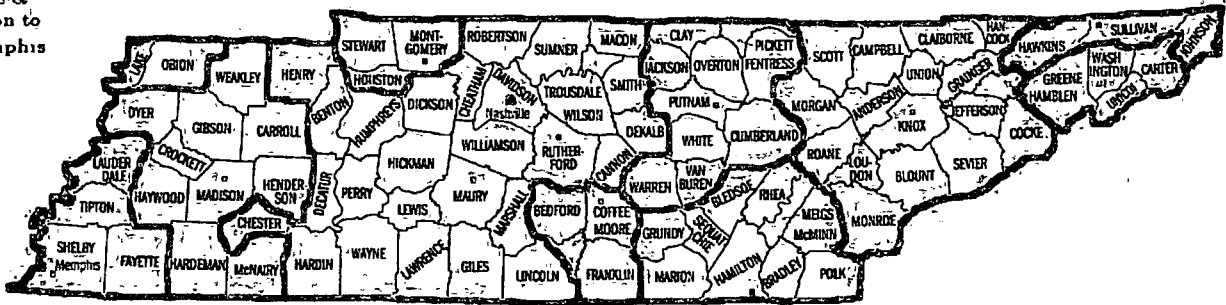 on to
mphis
LAKE
OBION
WEAKLEY
HENRY
STEWART
MONT-
GOMERY
ROBERTSON
SUMNER
MACON
CLAY
PICKETT
SCOTT
CAMPBELL
CLAIBORNE
HAN-
COCK
HAWKINS
SULLIVAN
JOHNSON
HOUSTON
JACKSON
OVERTON
FENTRESS
UNION
GRAINGER
GREENE
WASH
INGTON
CARTER
UNICOI
DYER
GIBSON
CARROLL
BENTON
HUMPHREYS
DICKSON
CHEATHAM
DAVIDSON
Nashville
TROUSDALE
WILSON
SMITH
PUTNAM
MORGAN
ANDERSON
KNOX
JEFFERSON
HAMBLEN
COCKE
CROCKETT
LAUDER
DALE
HAYWOOD
MADISON
HENDER
SON
DECATUR
PERRY
HICKMAN
WILLIAMSON
RUTHER-
FORD
CANNON
DEKALB
WHITE
CUMBERLAND
ROANE
LOU-
DON
BLOUNT
SEVIER
TIPTON
CHESTER
LEWIS
MAURY
MARSHALL
BEDFORD
COFFEE
MOORE
WARREN
VAN
BUREN
BLEDSOE
RHEA
MEIGS
McMINN
MONROE
SHELBY
Memphis
FAYETTE
HARDEMAN
McNAIRY
HARDIN
WAYNE
LAWRENCE
GILES
LINCOLN
FRANKLIN
GRUNDY
SEQUAT
CHIE
MARION
HAMILTON
BRADLEY
POLK